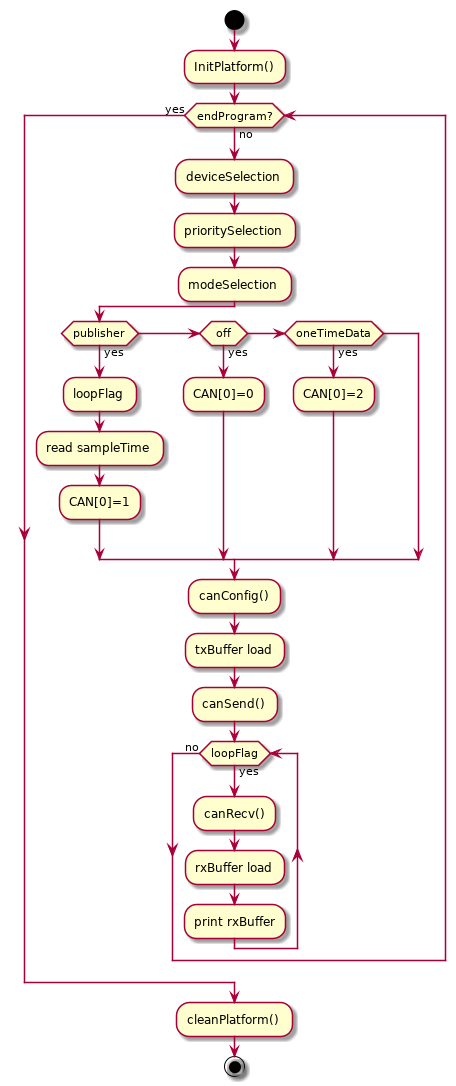 InitPlatform()
yes
endProgram?
no
deviceSelection
prioritySelection
modeSelection
publisher
off
oneTimeData
yes
yes
yes
loopFlag
CAN[0]=0
CAN[0]=2
read sampleTime
CAN[0]=1
canConfig()
txBuffer load
canSend()
no
loopFlag
yes
canRecv()
rxBuffer load
print rxBuffer
cleanPlatform()